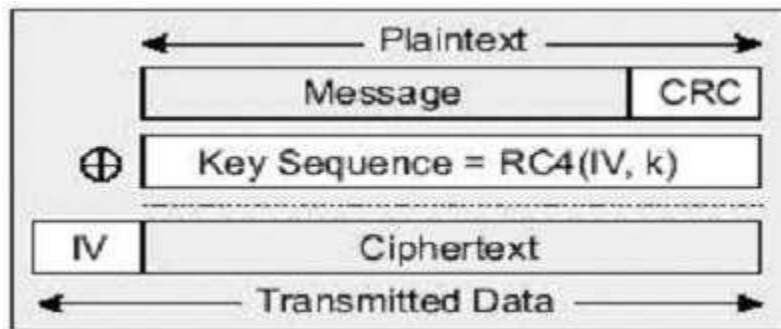 Plaintext
Message CRC
⊕ Key Sequence = RC4(IV, k)
IV Ciphertext
Transmitted Data